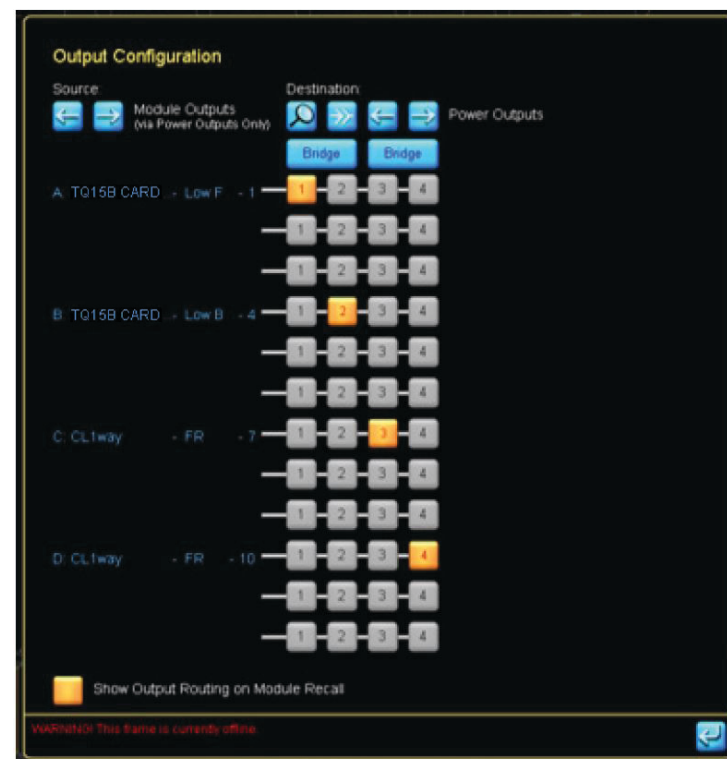 Output Configuration
Source: Destination:
Module Outputs
(via Power Outputs Only)
Power Outputs
Bridge Bridge
A: TQ15B CARD - Low F - 1 1 2 3 4
1 2 3 4
1 2 3 4
B: TQ15B CARD - Low B - 4 1 2 3 4
1 2 3 4
1 2 3 4
C: CL1way - FR - 7 1 2 3 4
1 2 3 4
1 2 3 4
D: CL1way - FR - 10 1 2 3 4
1 2 3 4
1 2 3 4
Show Output Routing on Module Recall
WARNING! This frame is currently offline.